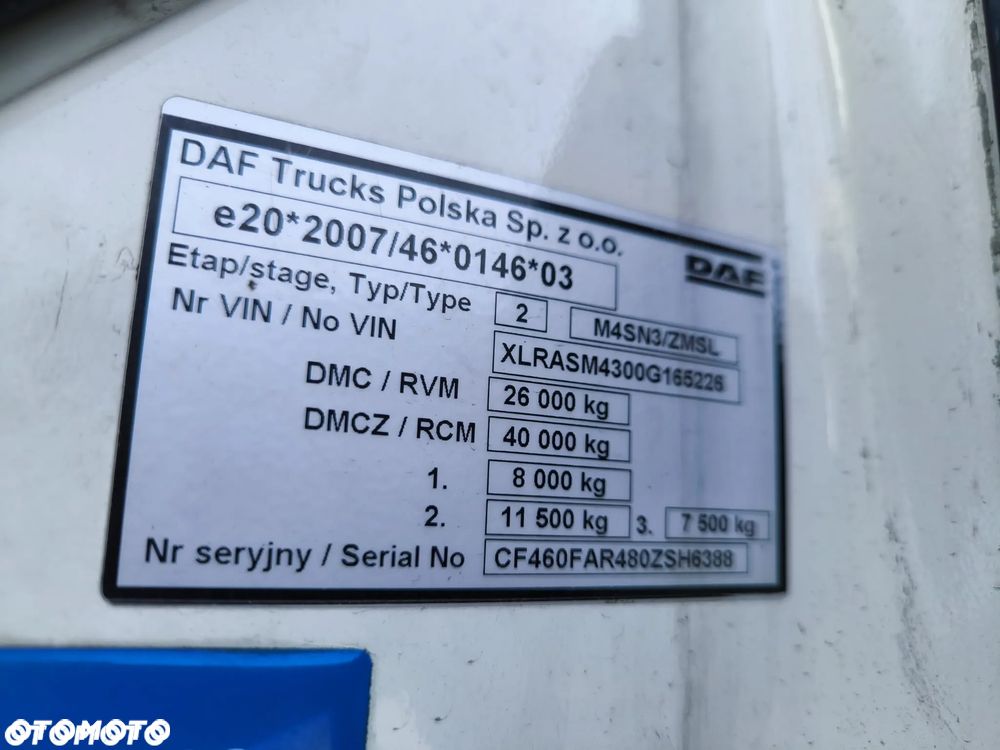 DAF Trucks Polska Sp. z o.o.
e20*2007/46*0146*03
DAF
Etap/stage, Typ/Type 2 M4SN3/ZMSL
Nr VIN / No VIN XLRASM4300G165226
DMC / RVM 26 000 kg
DMCZ / RCM 40 000 kg
1. 8 000 kg
2. 11 500 kg 3. 7 500 kg
Nr seryjny / Serial No CF460FAR480ZSH6388
OTOMOTO